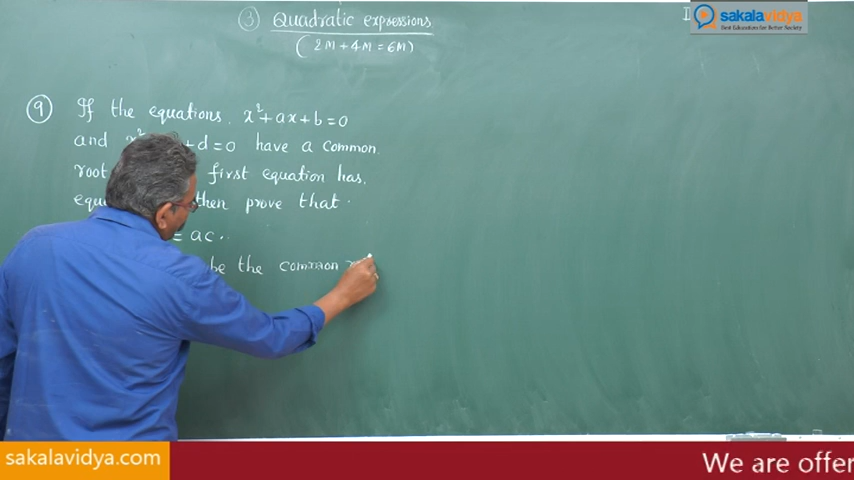 ③ Quadratic expressions
(2M+4M=6M)
sakalavidya
Best Education for Better Society
⑨ If the equations x²+ax+b=0
and x² +d=0 have a common
root first equation has
equ then prove that
= ac
be the common
sakalavidya.com
We are offer